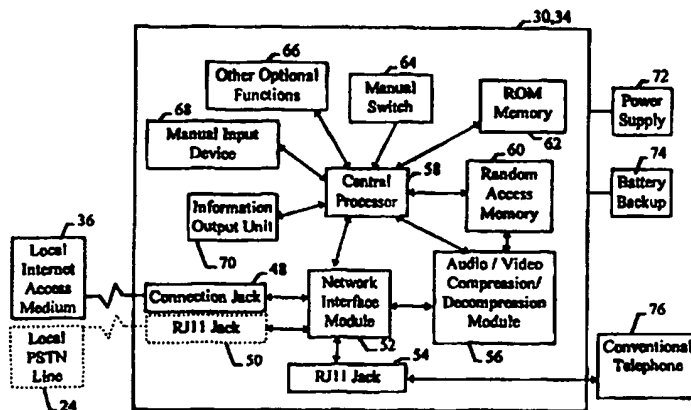 30,34
66
Other Optional
Functions
64
Manual
Switch
ROM
Memory
62
72
Power
Supply
68
Manual Input
Device
58
Central
Processor
60
Random
Access
Memory
74
Battery
Backup
Information
Output Unit
70
36
Local
Internet
Access
Medium
48
Connection Jack
RJ11 Jack
50
Network
Interface
Module
52
Audio / Video
Compression/
Decompression
Module
56
Local
PSTN
Line
24
54
RJ11 Jack
76
Conventional
Telephone